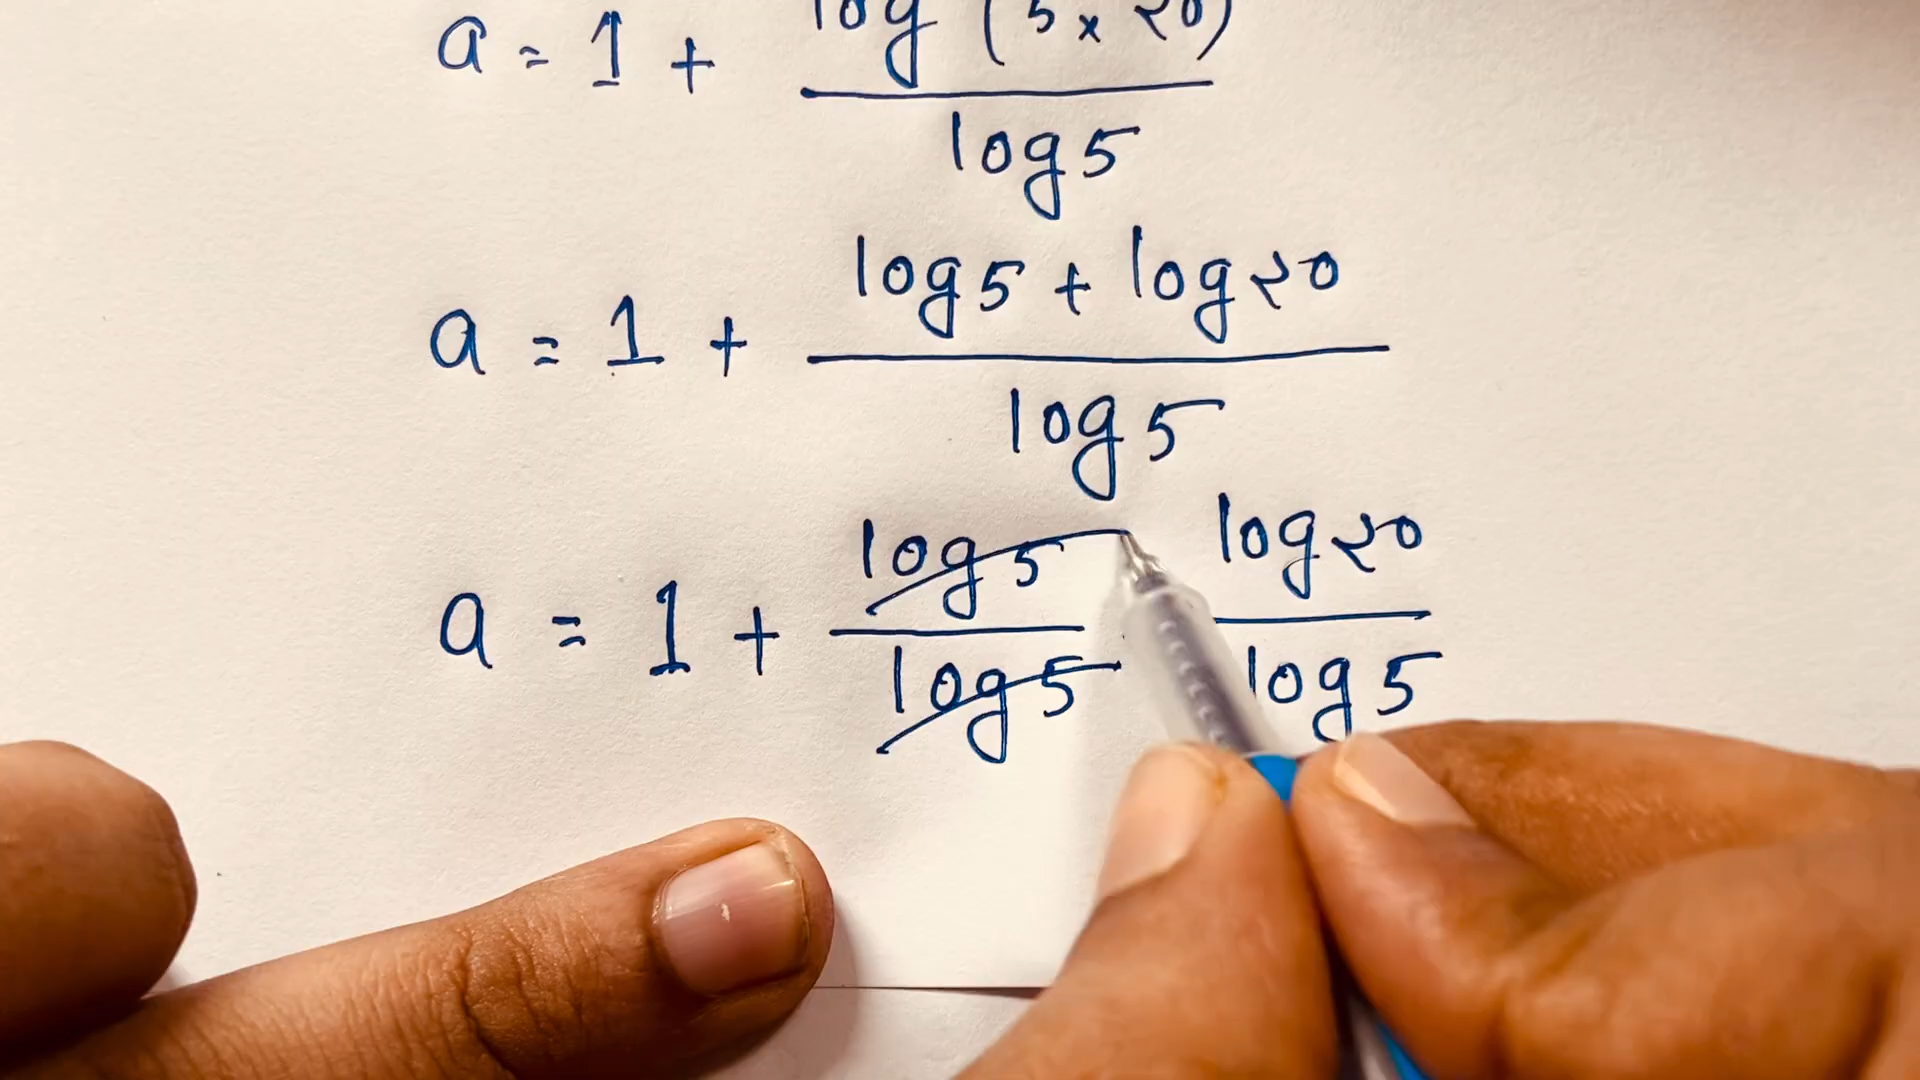 a = 1 + log (5 × 20) / log 5
a = 1 + (log 5 + log 20) / log 5
a = 1 + log 5 / log 5 log 20 / log 5